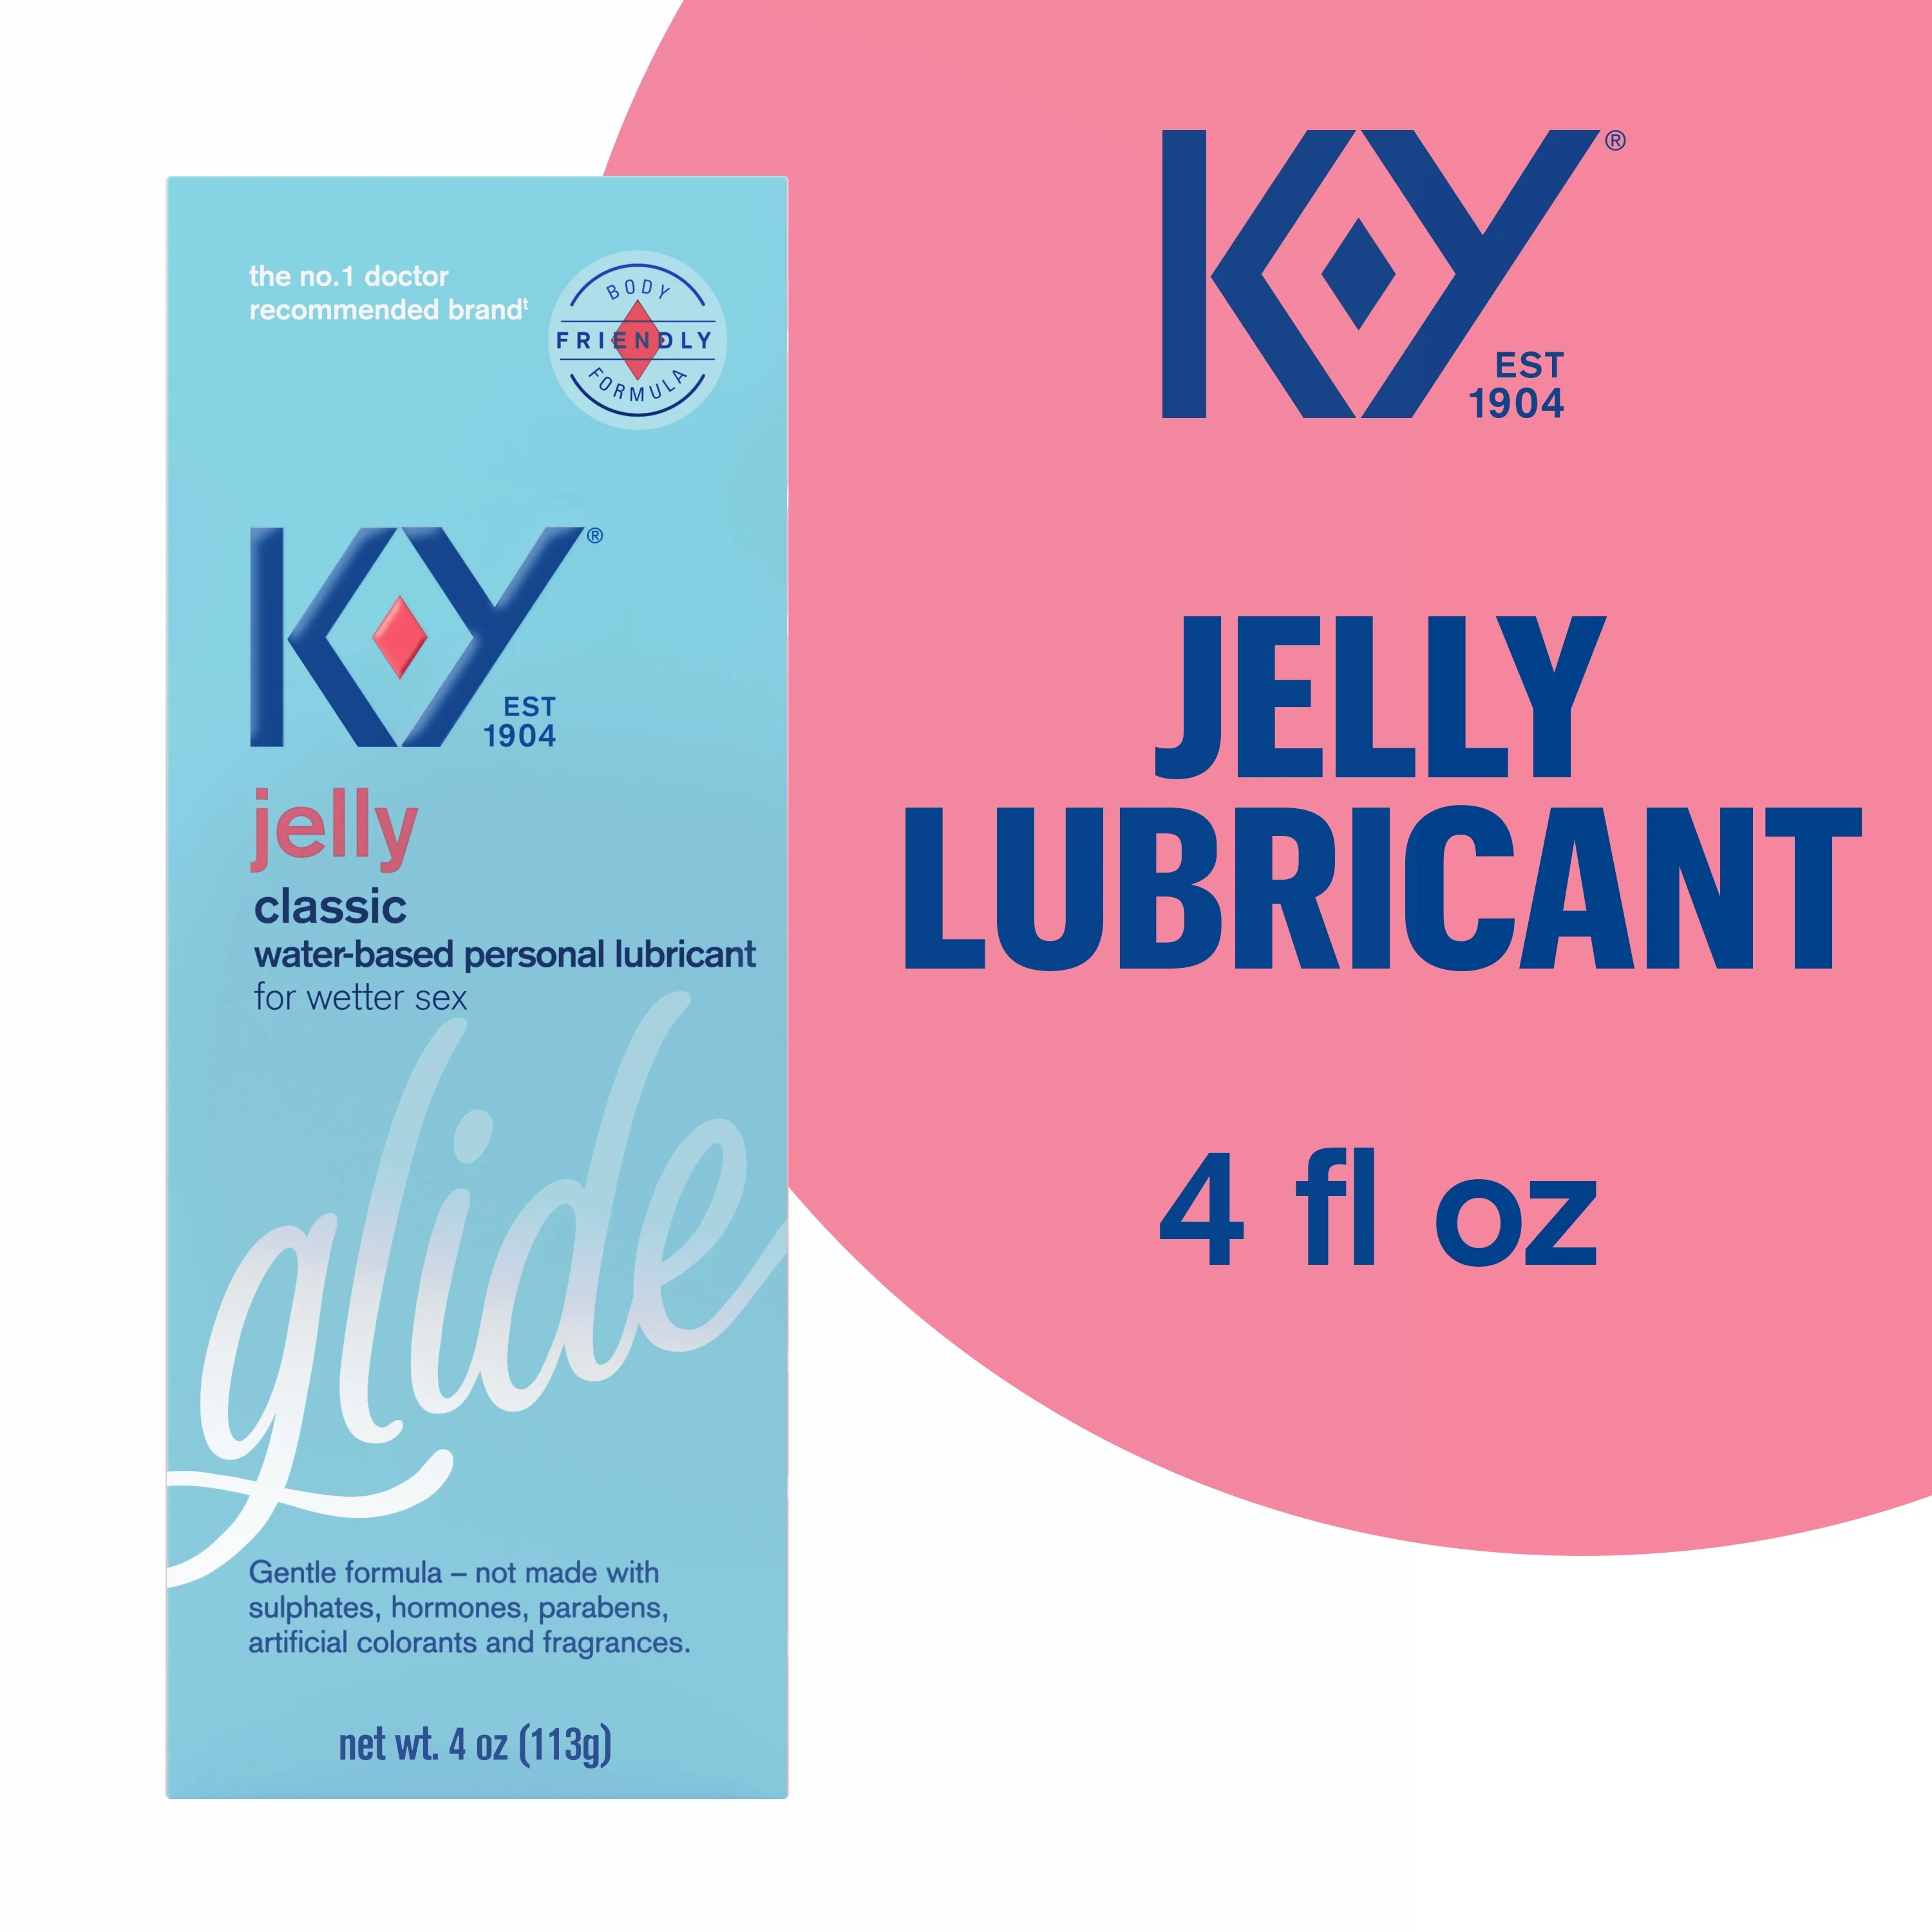 the no.1 doctor
recommended brand†
BODY
FRIENDLY
FORMULA
KY®
EST
1904
jelly
classic
water-based personal lubricant
for wetter sex
glide
Gentle formula – not made with
sulphates, hormones, parabens,
artificial colorants and fragrances.
net wt. 4 oz (113g)
KY®
EST
1904
JELLY
LUBRICANT
4 fl oz